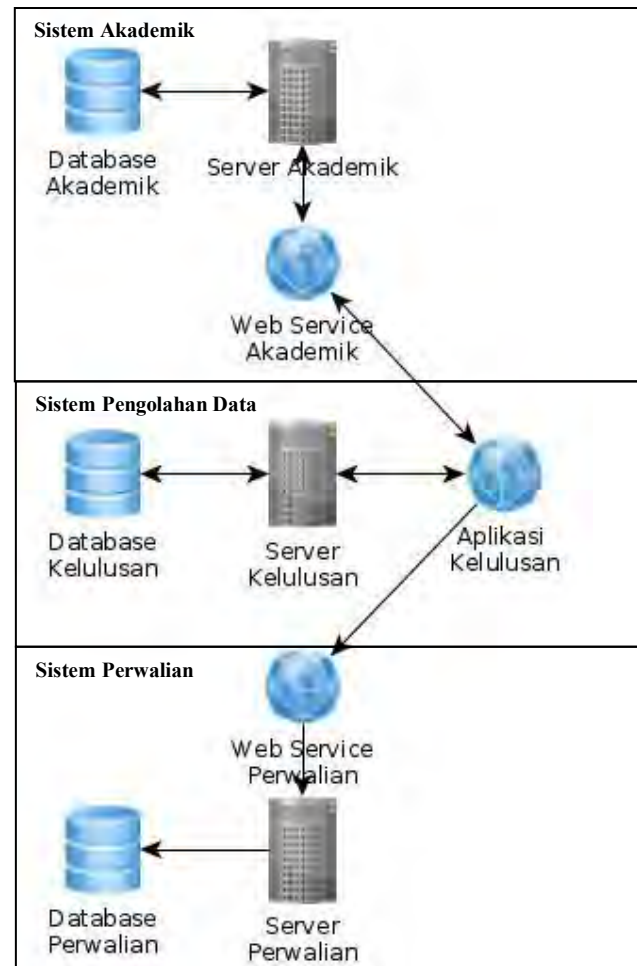 Sistem Akademik
Database
Akademik
Server Akademik
Web Service
Akademik
Sistem Pengolahan Data
Database
Kelulusan
Server
Kelulusan
Aplikasi
Kelulusan
Sistem Perwalian
Web Service
Perwalian
Database
Perwalian
Server
Perwalian